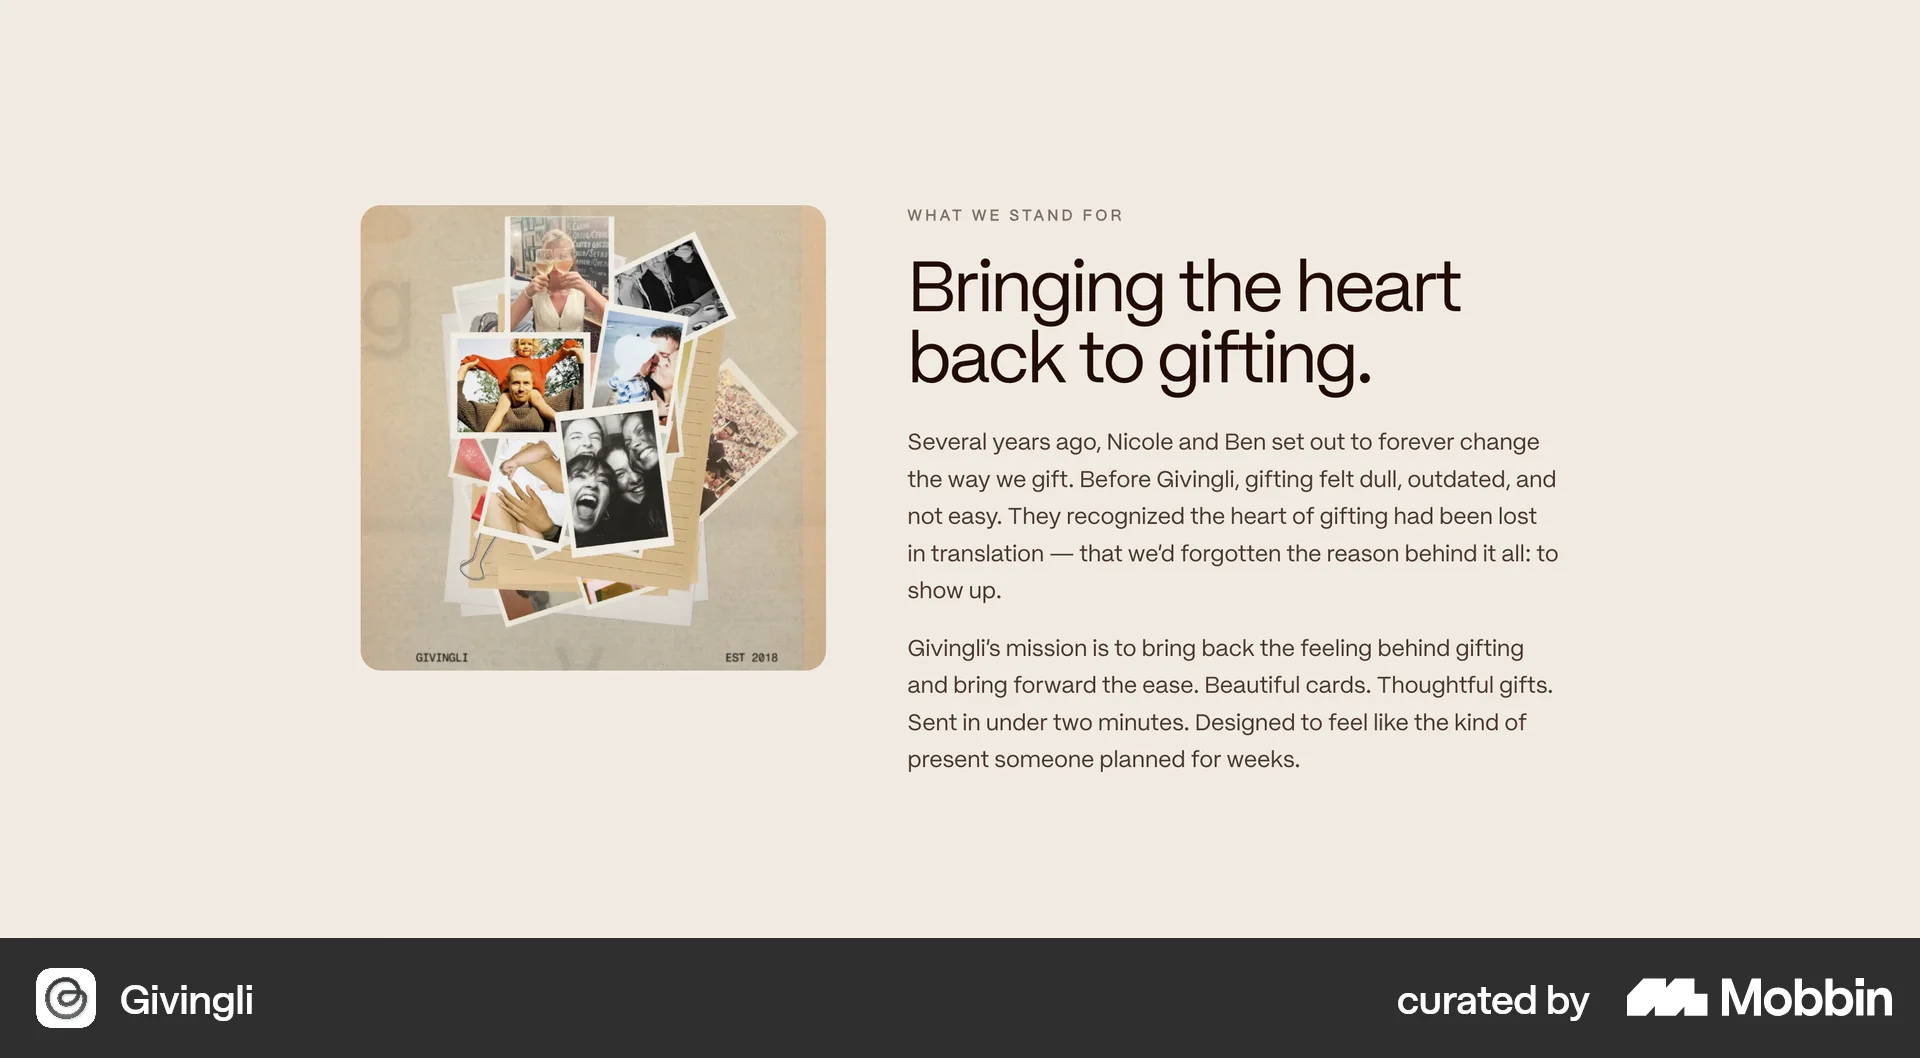 GIVINGLI
EST 2018
WHAT WE STAND FOR
Bringing the heart
back to gifting.
Several years ago, Nicole and Ben set out to forever change
the way we gift. Before Givingli, gifting felt dull, outdated, and
not easy. They recognized the heart of gifting had been lost
in translation — that we’d forgotten the reason behind it all: to
show up.
Givingli’s mission is to bring back the feeling behind gifting
and bring forward the ease. Beautiful cards. Thoughtful gifts.
Sent in under two minutes. Designed to feel like the kind of
present someone planned for weeks.
Givingli
curated by
Mobbin